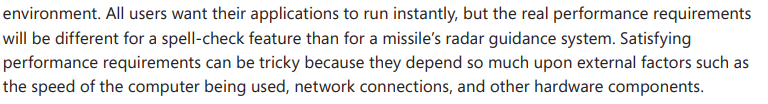 environment. All users want their applications to run instantly, but the real performance requirements
will be different for a spell-check feature than for a missile’s radar guidance system. Satisfying
performance requirements can be tricky because they depend so much upon external factors such as
the speed of the computer being used, network connections, and other hardware components.